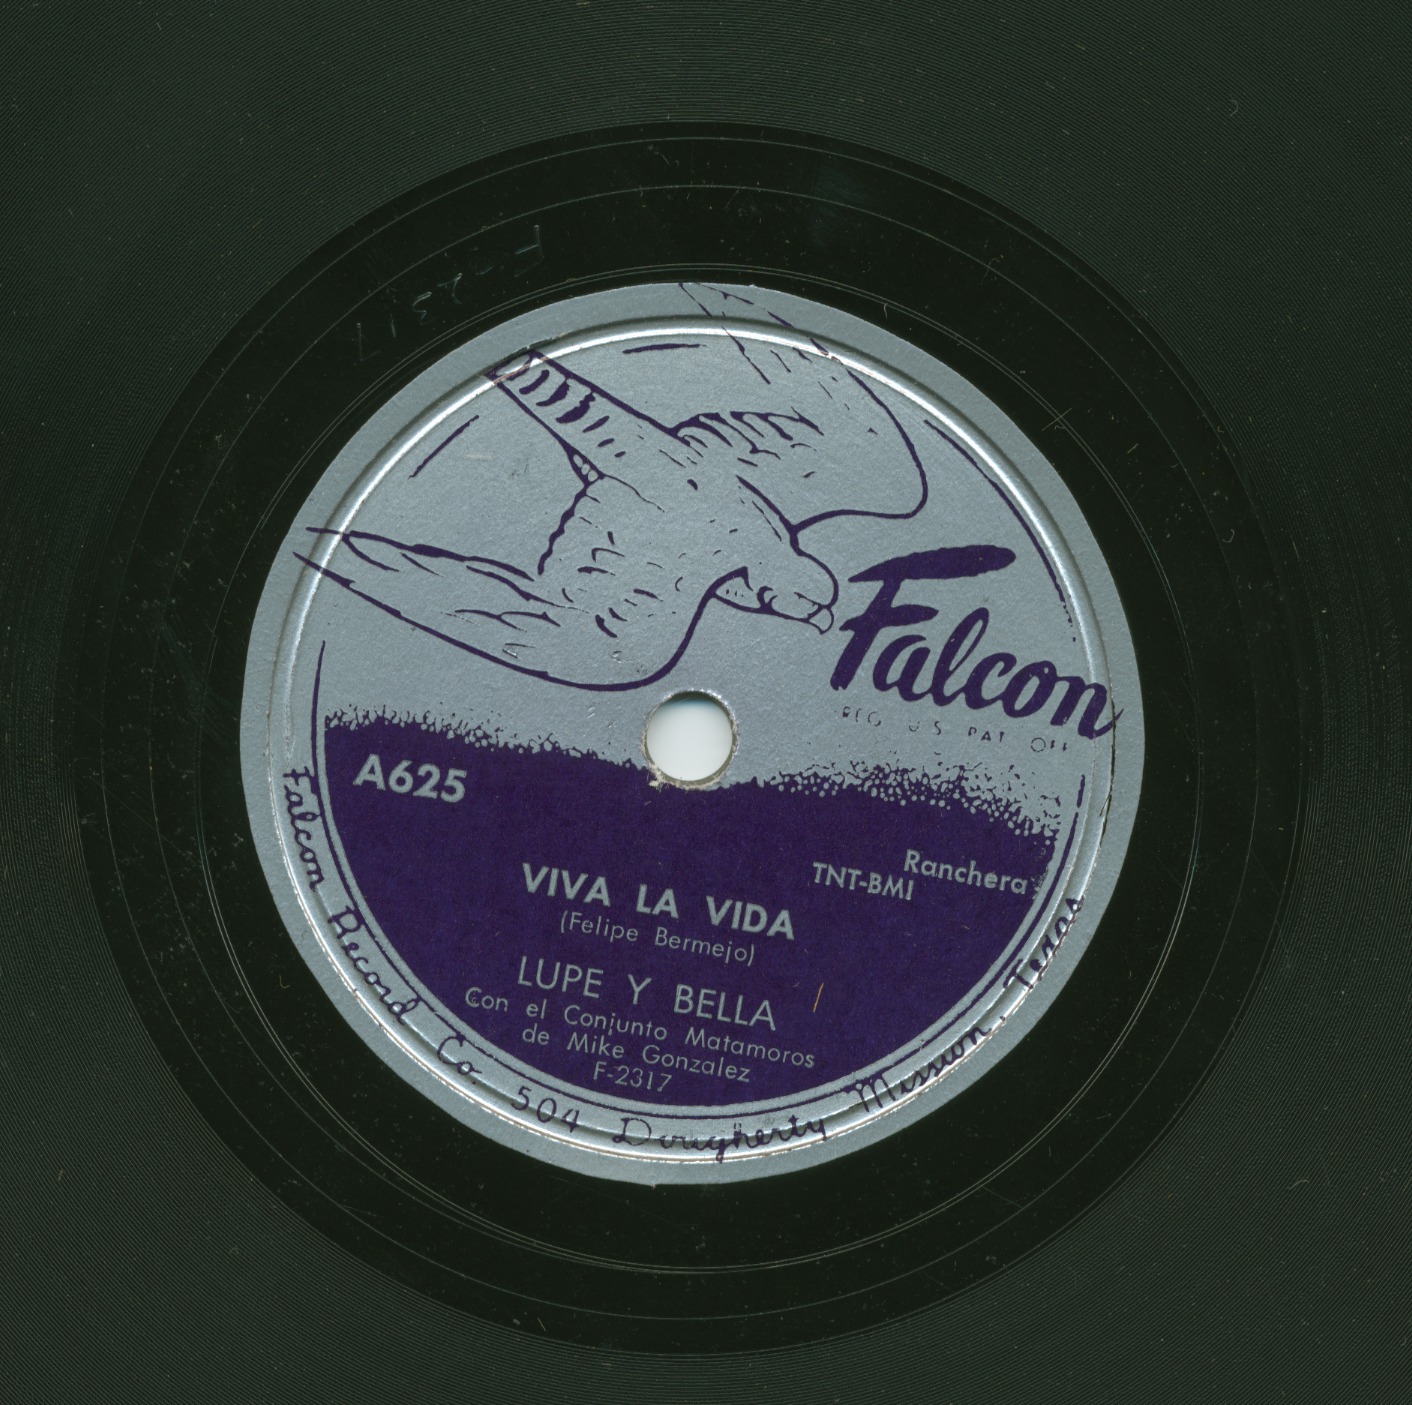 F-2317
Falcon
REG. U.S. PAT. OFF.
A625
Ranchera
TNT-BMI
VIVA LA VIDA
(Felipe Bermejo)
LUPE Y BELLA
Con el Conjunto Matamoros
de Mike Gonzalez
F-2317
Falcon Record Co. 504 Dougherty Mission, Texas